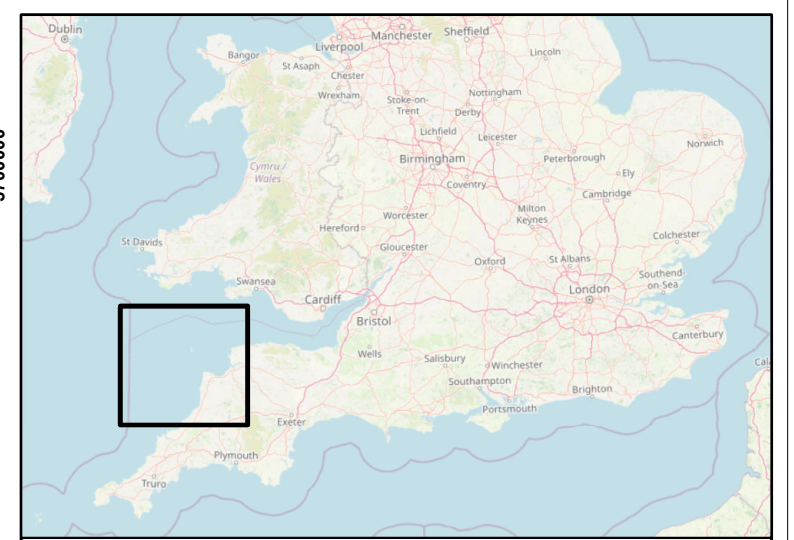 Dublin
Manchester
Sheffield
Liverpool
Bangor
St Asaph
Lincoln
Chester
Wrexham
Stoke-on-
Trent
Nottingham
Derby
Lichfield
Leicester
Norwich
Birmingham
Peterborough
Cymru /
Wales
Ely
Coventry
Cambridge
Worcester
Milton
Keynes
Hereford
St Davids
Gloucester
Colchester
Oxford
St Albans
Swansea
Southend-
on-Sea
London
Cardiff
Bristol
Canterbury
Wells
Salisbury
Winchester
Cal
Southampton
Brighton
Portsmouth
Exeter
Plymouth
Truro